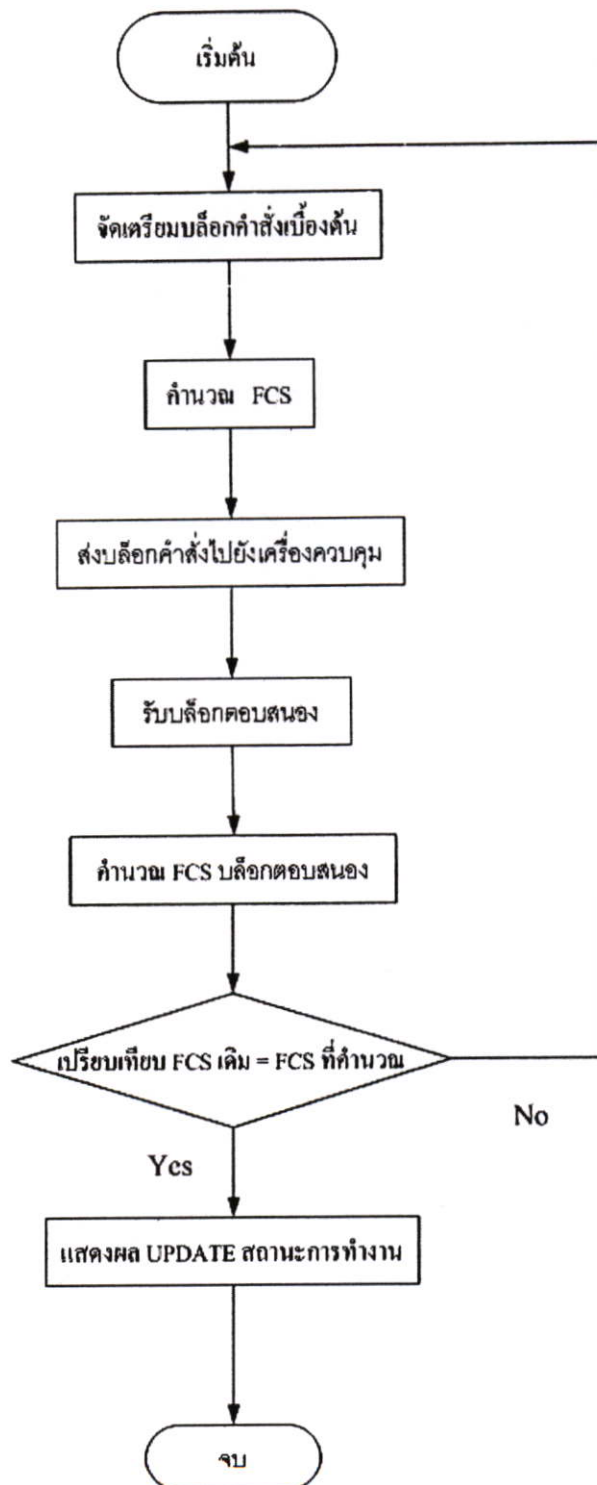 เริ่มต้น
จัดเตรียมบล็อกคำสั่งเบื้องต้น
คำนวณ FCS
ส่งบล็อกคำสั่งไปยังเครื่องควบคุม
รับบล็อกตอบสนอง
คำนวณ FCS บล็อกตอบสนอง
เปรียบเทียบ FCS เดิม = FCS ที่คำนวณ
No
Yes
แสดงผล UPDATE สถานะการทำงาน
จบ